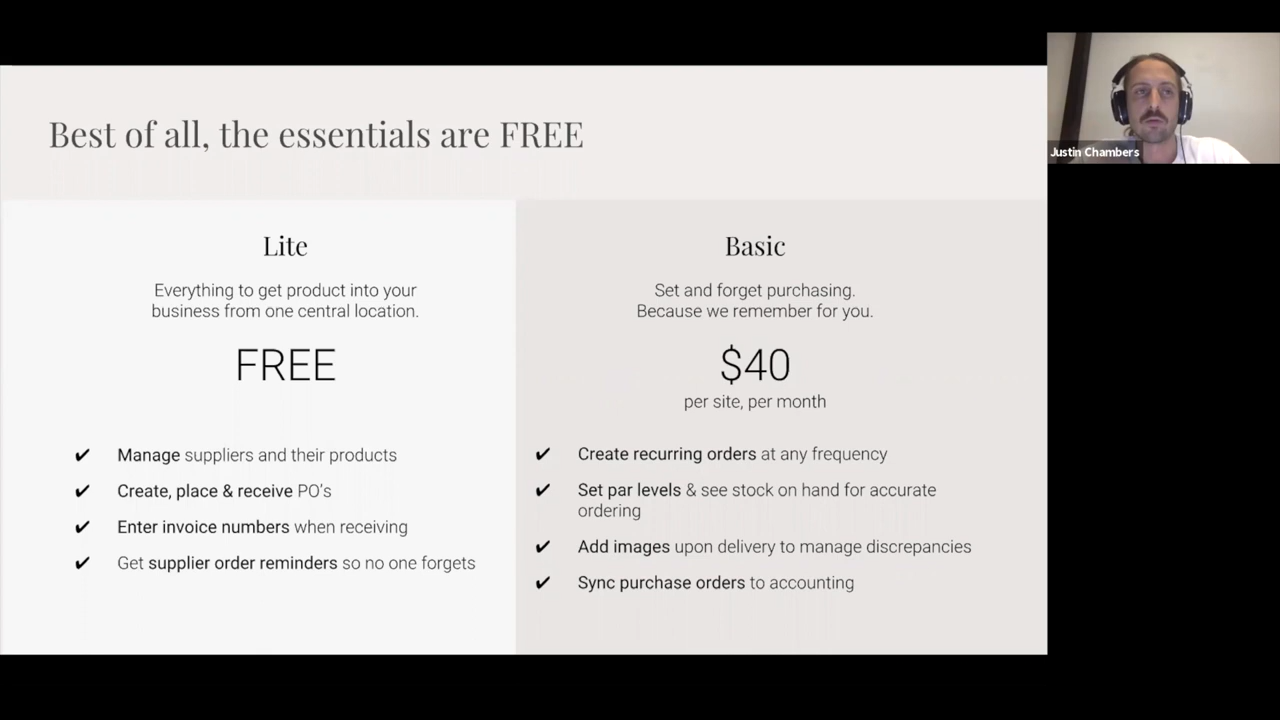 Best of all, the essentials are FREE
Justin Chambers
Lite
Everything to get product into your
business from one central location.
FREE
✔ Manage suppliers and their products
✔ Create, place & receive PO's
✔ Enter invoice numbers when receiving
✔ Get supplier order reminders so no one forgets
Basic
Set and forget purchasing.
Because we remember for you.
$40
per site, per month
✔ Create recurring orders at any frequency
✔ Set par levels & see stock on hand for accurate
ordering
✔ Add images upon delivery to manage discrepancies
✔ Sync purchase orders to accounting